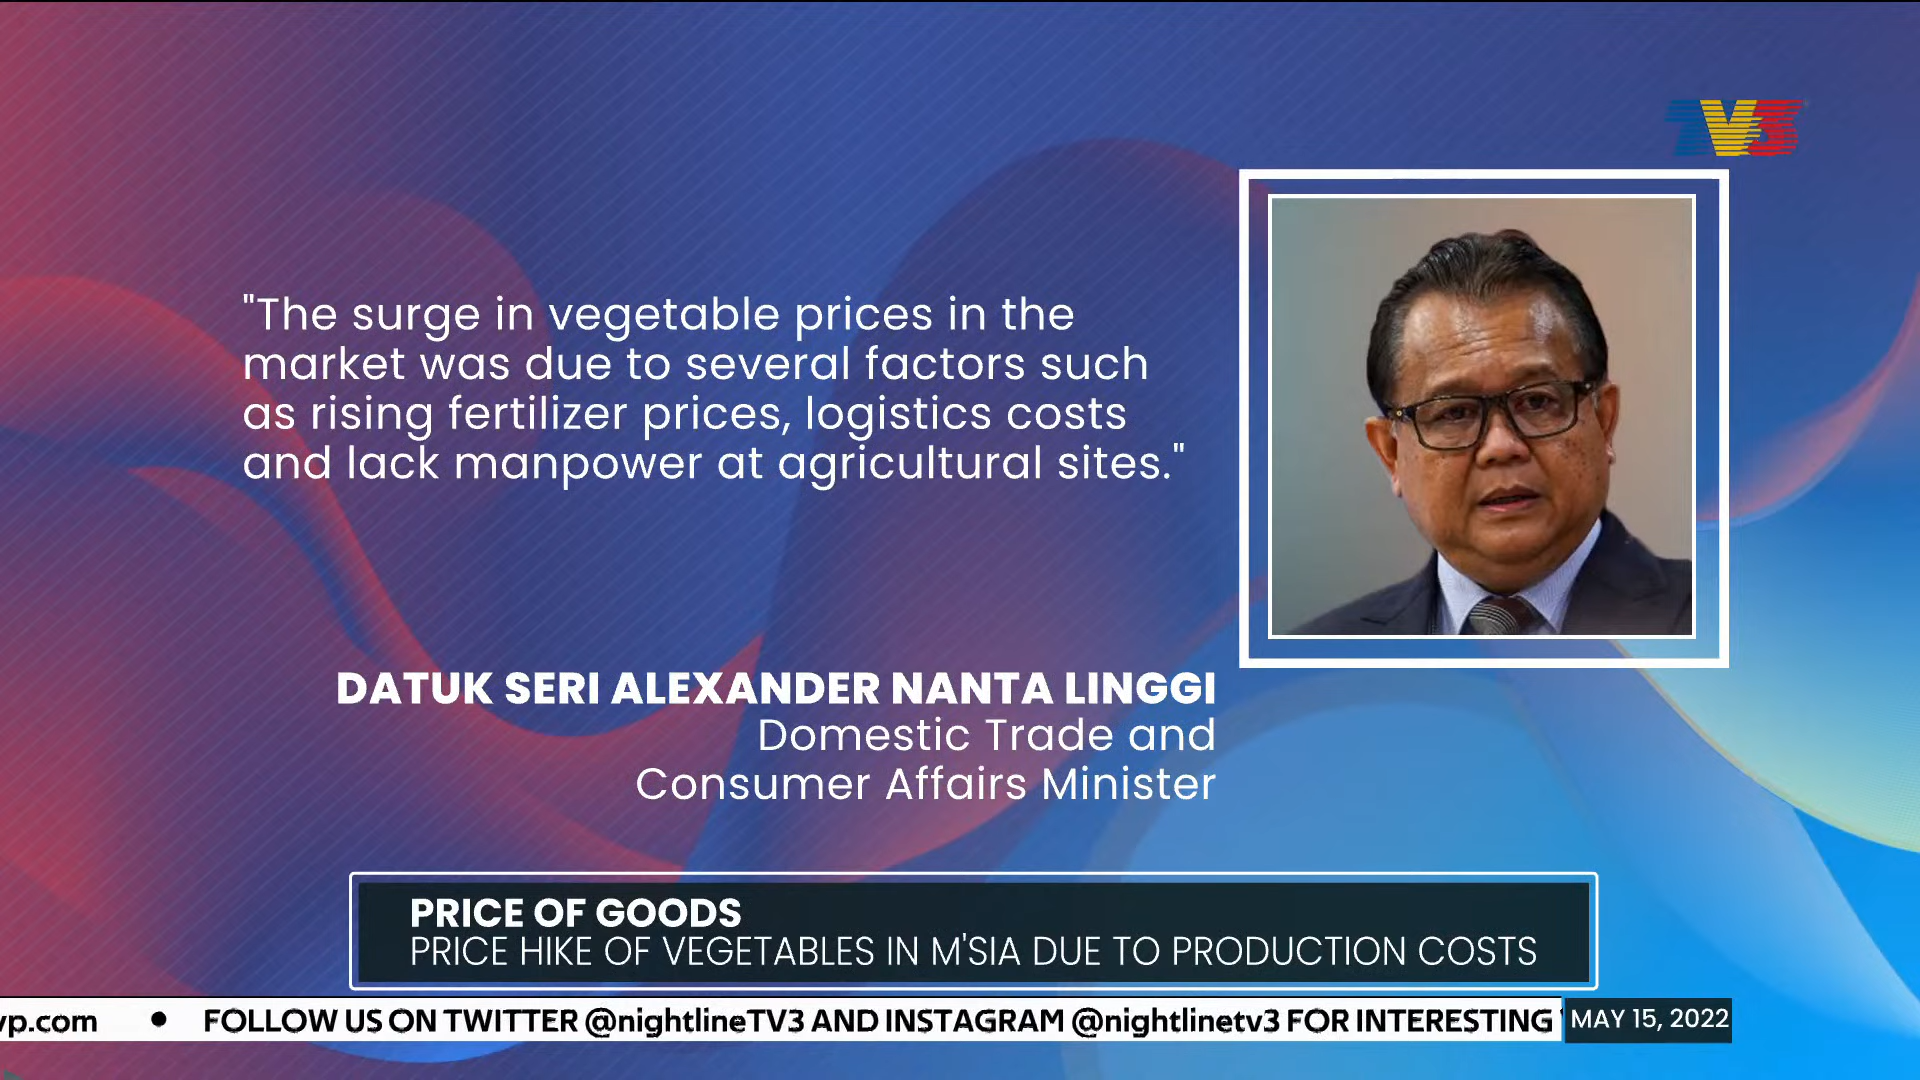 TV3
"The surge in vegetable prices in the
market was due to several factors such
as rising fertilizer prices, logistics costs
and lack manpower at agricultural sites."
DATUK SERI ALEXANDER NANTA LINGGI
Domestic Trade and
Consumer Affairs Minister
PRICE OF GOODS
PRICE HIKE OF VEGETABLES IN M'SIA DUE TO PRODUCTION COSTS
vp.com • FOLLOW US ON TWITTER @nightlineTV3 AND INSTAGRAM @nightlinetv3 FOR INTERESTING
MAY 15, 2022